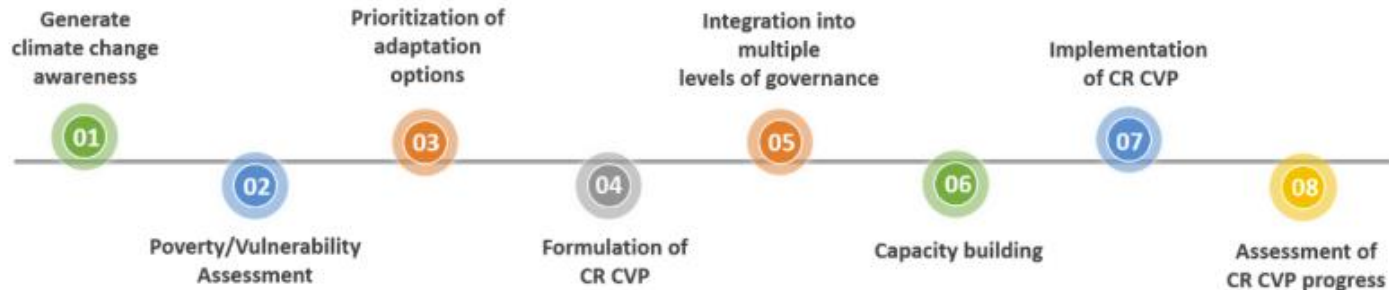 Generate
climate change
awareness
01
02
Poverty/Vulnerability
Assessment
Prioritization of
adaptation
options
03
04
Formulation of
CR CVP
Integration into
multiple
levels of governance
05
06
Capacity building
Implementation
of CR CVP
07
08
Assessment of
CR CVP progress